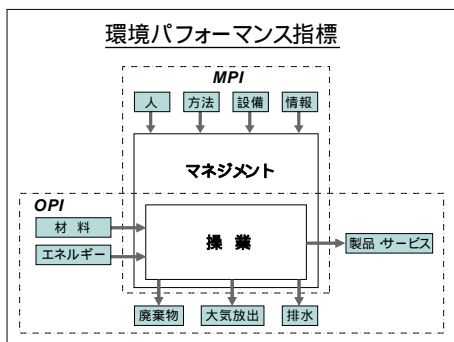 環境パフォーマンス指標
MPI
人
方法
設備
情報
マネジメント
OPI
材 料
エネルギー
操 業
製品・サービス
廃棄物
大気放出
排水